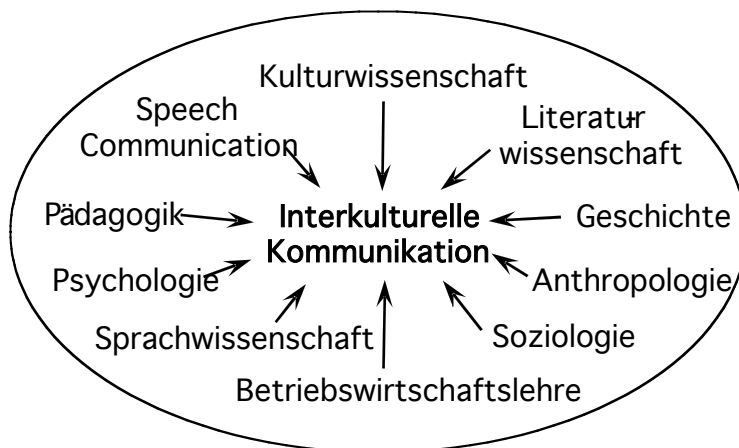 Kulturwissenschaft
Speech
Communication
Literatur-
wissenschaft
Pädagogik
Interkulturelle
Kommunikation
Geschichte
Psychologie
Anthropologie
Sprachwissenschaft
Soziologie
Betriebswirtschaftslehre